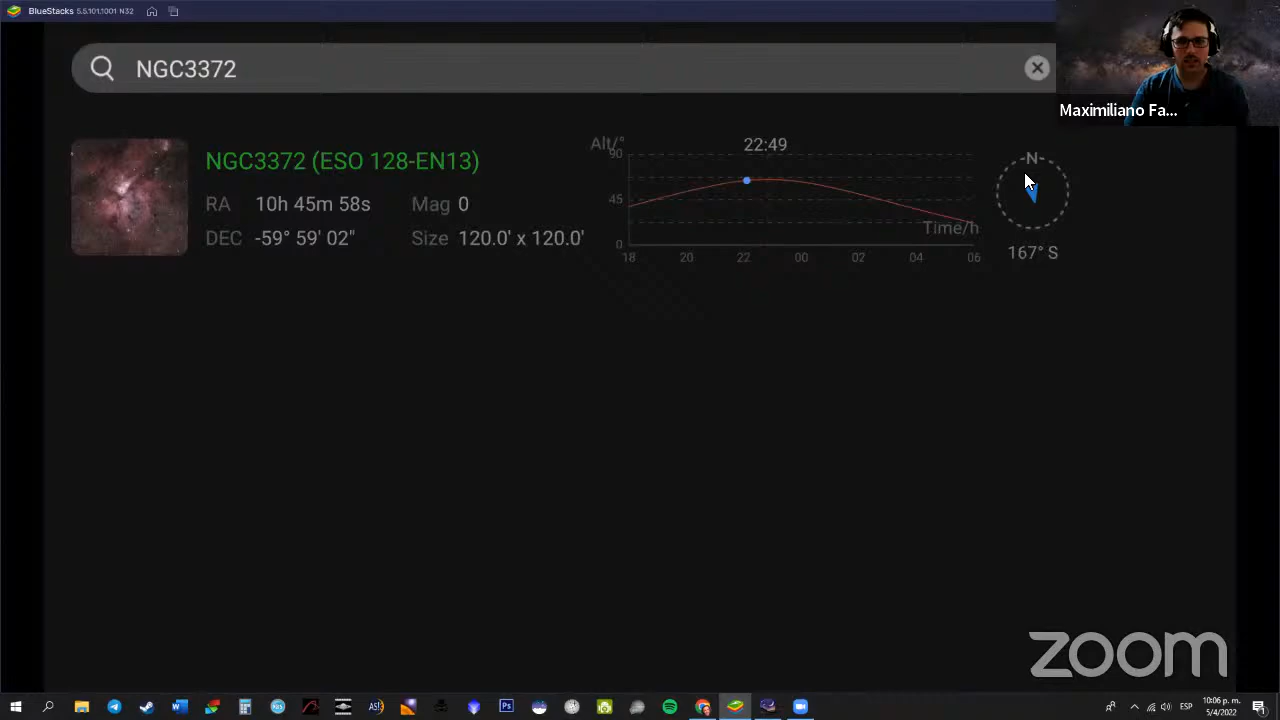 BlueStacks 5.5.101.1001 N32
NGC3372
Maximiliano Fa...
NGC3372 (ESO 128-EN13)
RA 10h 45m 58s Mag 0
DEC -59° 59' 02" Size 120.0' x 120.0'
Alt/°
22:49
90
45
0
Time/h
18 20 22 00 02 04 06
N
167° S
zoom
W
AS!
Ps
ESP
10:06 p. m.
5/4/2022